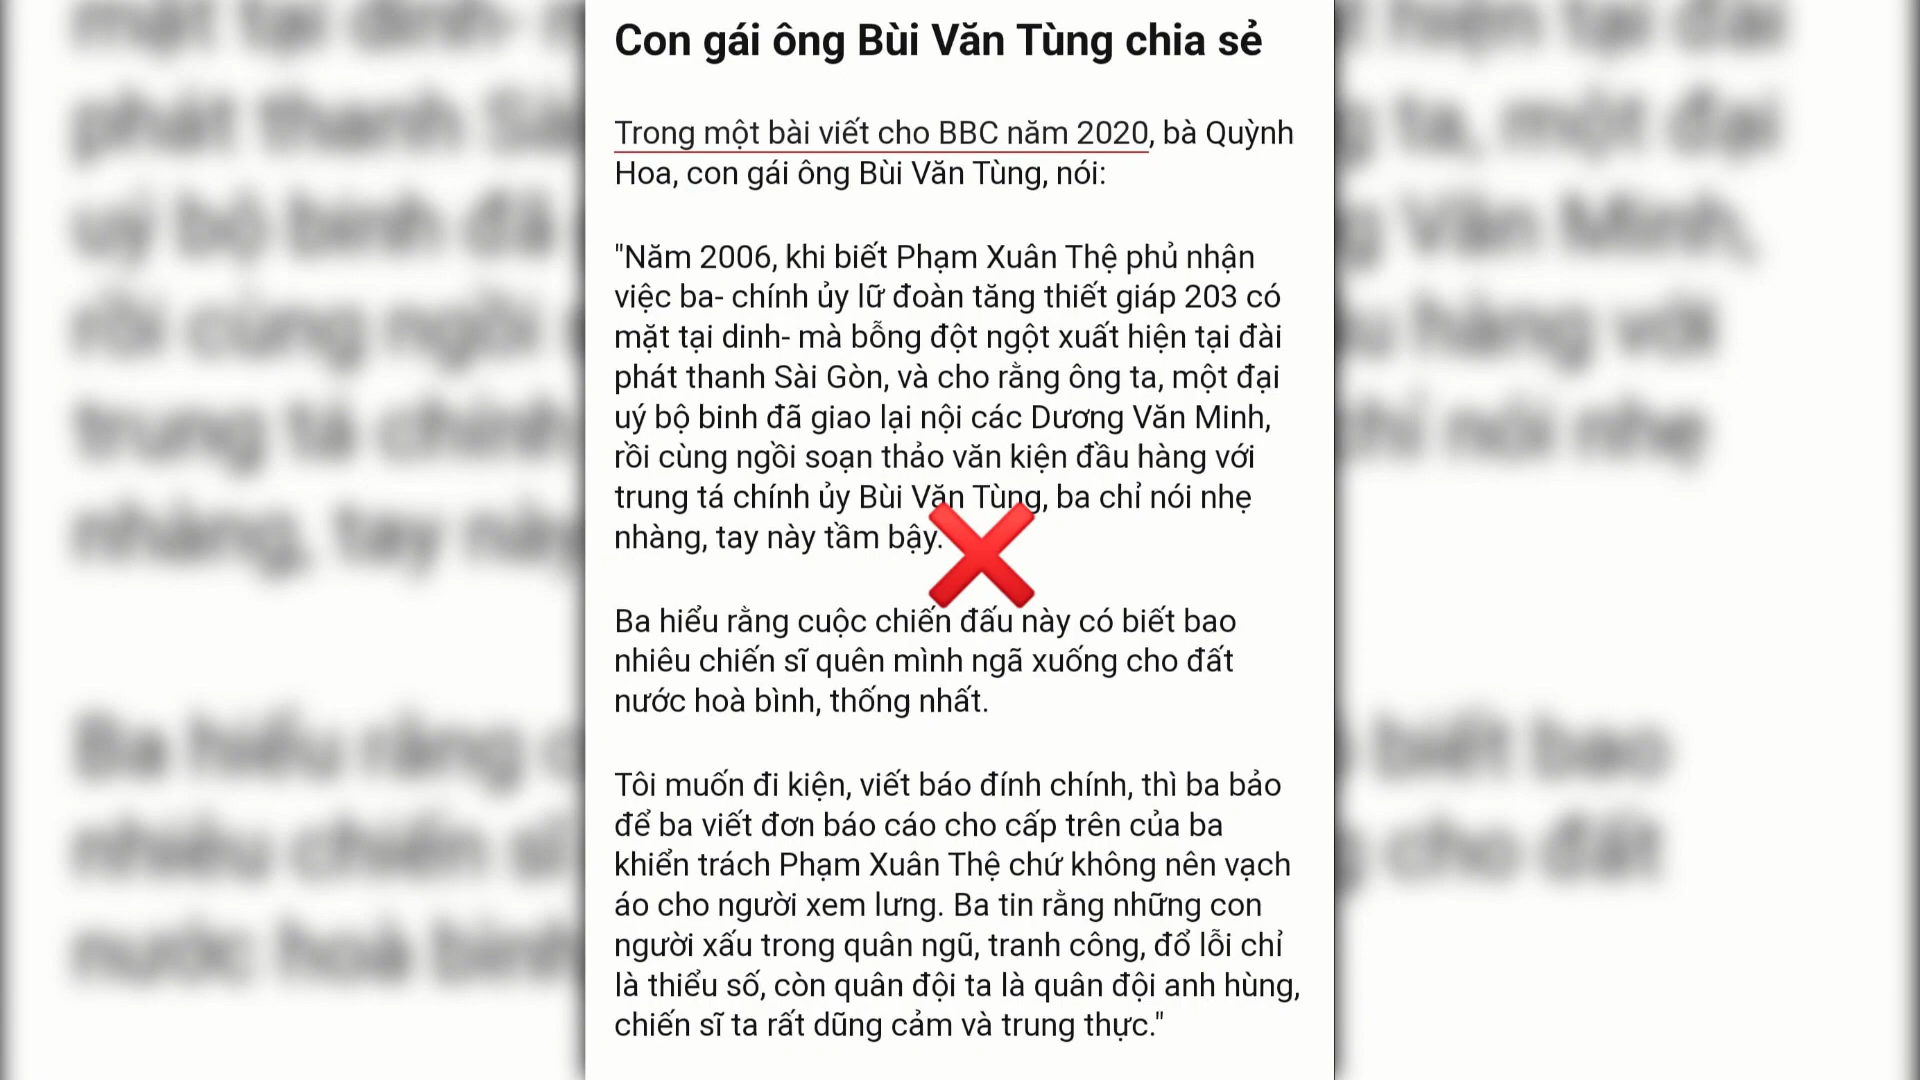 Con gái ông Bùi Văn Tùng chia sẻ
Trong một bài viết cho BBC năm 2020, bà Quỳnh
Hoa, con gái ông Bùi Văn Tùng, nói:
"Năm 2006, khi biết Phạm Xuân Thệ phủ nhận
việc ba- chính ủy lữ đoàn tăng thiết giáp 203 có
mặt tại dinh- mà bỗng đột ngột xuất hiện tại đài
phát thanh Sài Gòn, và cho rằng ông ta, một đại
uý bộ binh đã giao lại nội các Dương Văn Minh,
rồi cùng ngồi soạn thảo văn kiện đầu hàng với
trung tá chính ủy Bùi Văn Tùng, ba chỉ nói nhẹ
nhàng, tay này tầm bậy.
Ba hiểu rằng cuộc chiến đấu này có biết bao
nhiêu chiến sĩ quên mình ngã xuống cho đất
nước hoà bình, thống nhất.
Tôi muốn đi kiện, viết báo đính chính, thì ba bảo
để ba viết đơn báo cáo cho cấp trên của ba
khiển trách Phạm Xuân Thệ chứ không nên vạch
áo cho người xem lưng. Ba tin rằng những con
người xấu trong quân ngũ, tranh công, đổ lỗi chỉ
là thiểu số, còn quân đội ta là quân đội anh hùng,
chiến sĩ ta rất dũng cảm và trung thực."